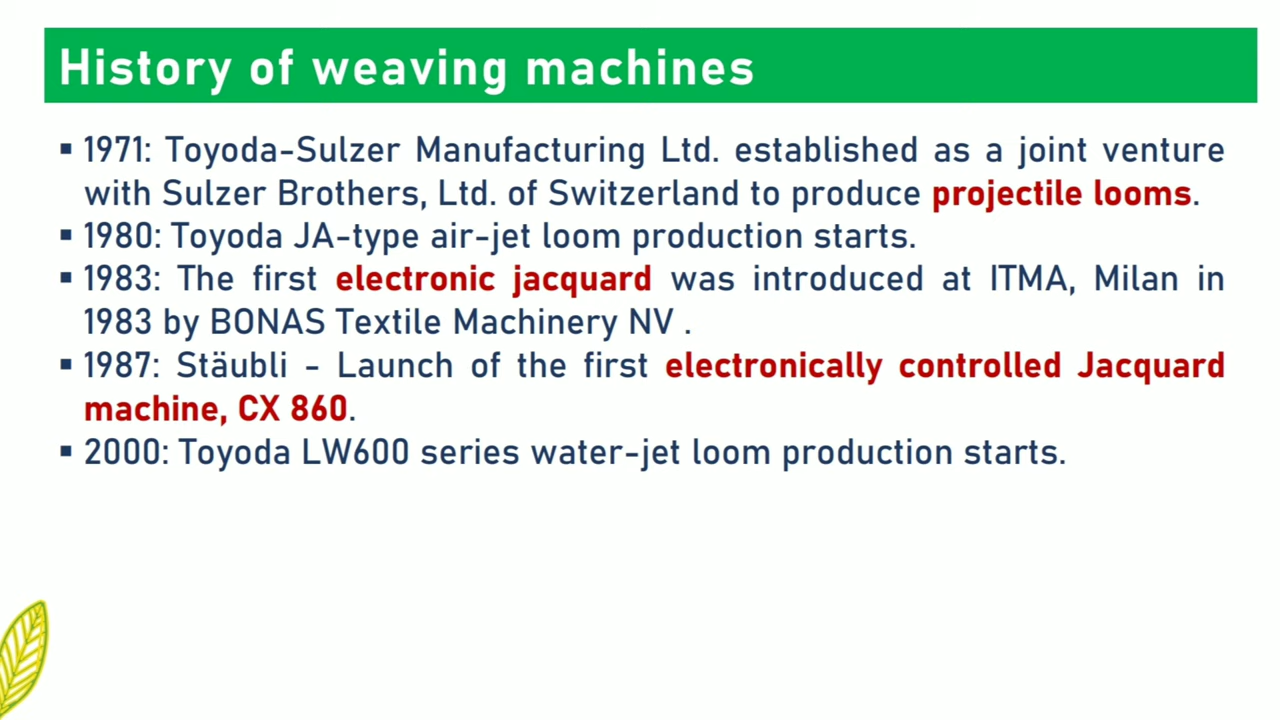 History of weaving machines
▪ 1971: Toyoda-Sulzer Manufacturing Ltd. established as a joint venture
with Sulzer Brothers, Ltd. of Switzerland to produce projectile looms.
▪ 1980: Toyoda JA-type air-jet loom production starts.
▪ 1983: The first electronic jacquard was introduced at ITMA, Milan in
1983 by BONAS Textile Machinery NV .
▪ 1987: Stäubli - Launch of the first electronically controlled Jacquard
machine, CX 860.
▪ 2000: Toyoda LW600 series water-jet loom production starts.